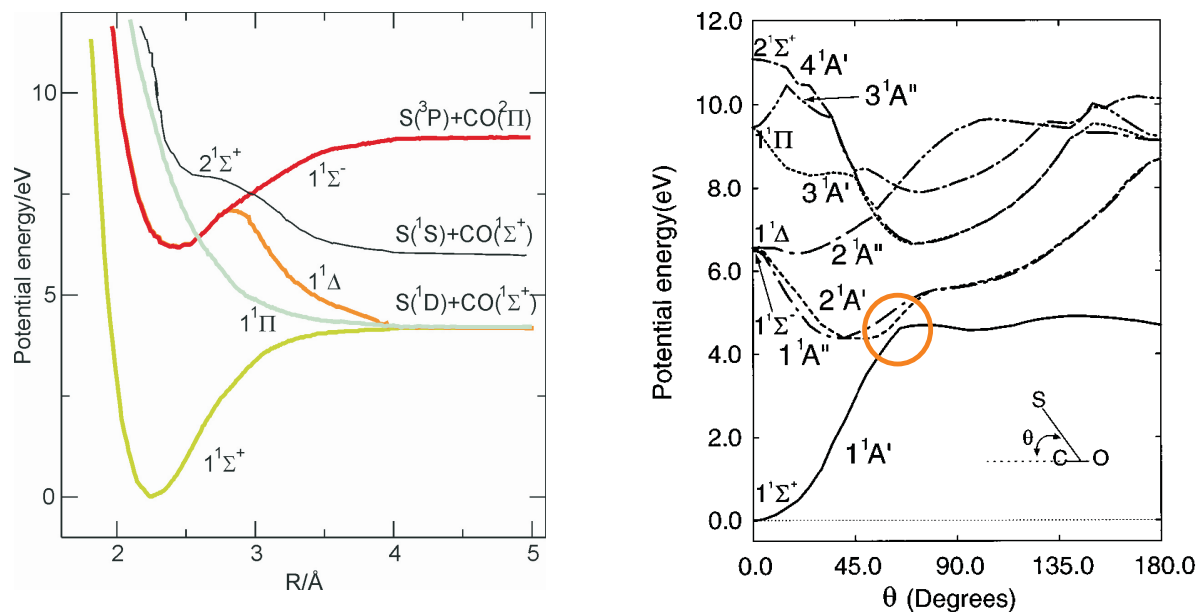 10
5
0
2
3
4
5
Potential energy/eV
R/Å
S(³P)+CO(²Π)
2¹Σ⁺
1¹Σ⁻
S(¹S)+CO(¹Σ⁺)
1¹Δ
S(¹D)+CO(¹Σ⁺)
1¹Π
1¹Σ⁺
12.0
10.0
8.0
6.0
4.0
2.0
0.0
Potential energy(eV)
2¹Σ⁺
4¹A'
3¹A"
1¹Π
3¹A'
1¹Δ
2¹A"
2¹A'
1¹Σ⁻
1¹A"
S
θ
C O
1¹A'
1¹Σ⁺
0.0 45.0 90.0 135.0 180.0
θ (Degrees)